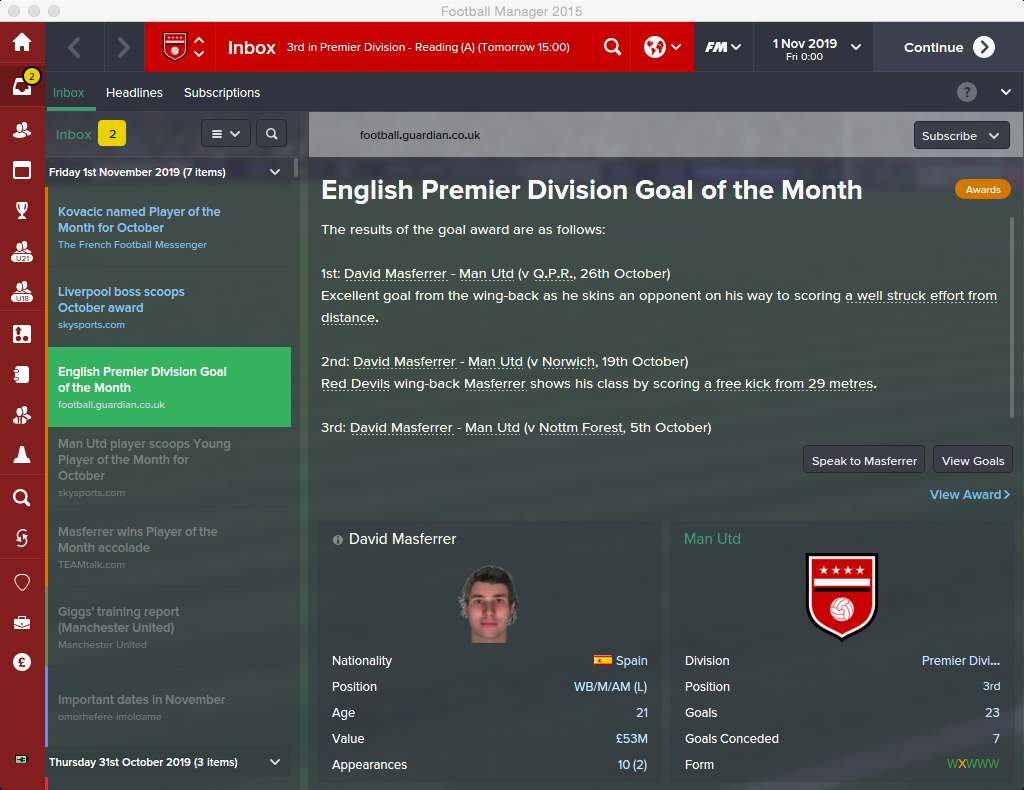 Football Manager 2015
Inbox 3rd in Premier Division - Reading (A) (Tomorrow 15:00)
FM
1 Nov 2019
Fri 0:00
Continue
2
Inbox Headlines Subscriptions
?
Inbox 2
football.guardian.co.uk
Subscribe
Friday 1st November 2019 (7 items)
Kovacic named Player of the
Month for October
The French Football Messenger
Liverpool boss scoops
October award
skysports.com
English Premier Division Goal
of the Month
football.guardian.co.uk
Man Utd player scoops Young
Player of the Month for
October
skysports.com
Masferrer wins Player of the
Month accolade
TEAMtalk.com
Giggs' training report
(Manchester United)
Manchester United
Important dates in November
omorhefere imoloame
Thursday 31st October 2019 (3 items)
U21
U18
English Premier Division Goal of the Month
Awards
The results of the goal award are as follows:
1st: David Masferrer - Man Utd (v Q.P.R., 26th October)
Excellent goal from the wing-back as he skins an opponent on his way to scoring a well struck effort from
distance.
2nd: David Masferrer - Man Utd (v Norwich, 19th October)
Red Devils wing-back Masferrer shows his class by scoring a free kick from 29 metres.
3rd: David Masferrer - Man Utd (v Nottm Forest, 5th October)
Speak to Masferrer View Goals
View Award
David Masferrer
Nationality Spain
Position WB/M/AM (L)
Age 21
Value £53M
Appearances 10 (2)
Man Utd
Division Premier Divi...
Position 3rd
Goals 23
Goals Conceded 7
Form WXWWW